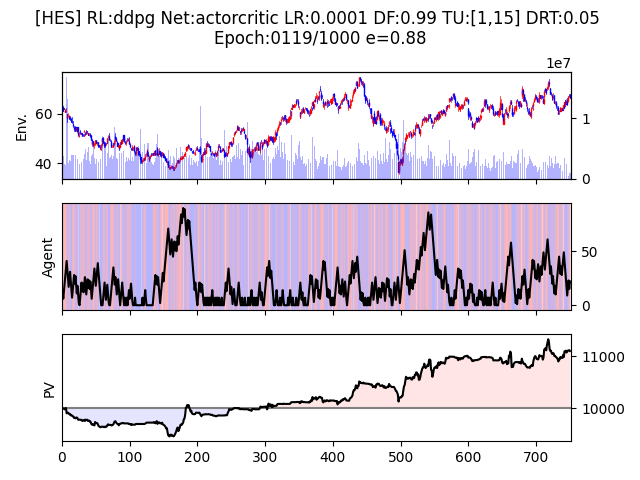 [HES] RL:ddpg Net:actorcritic LR:0.0001 DF:0.99 TU:[1,15] DRT:0.05
Epoch:0119/1000 e=0.88
1e7
Env.
60
40
1
0
Agent
50
0
PV
11000
10000
0 100 200 300 400 500 600 700